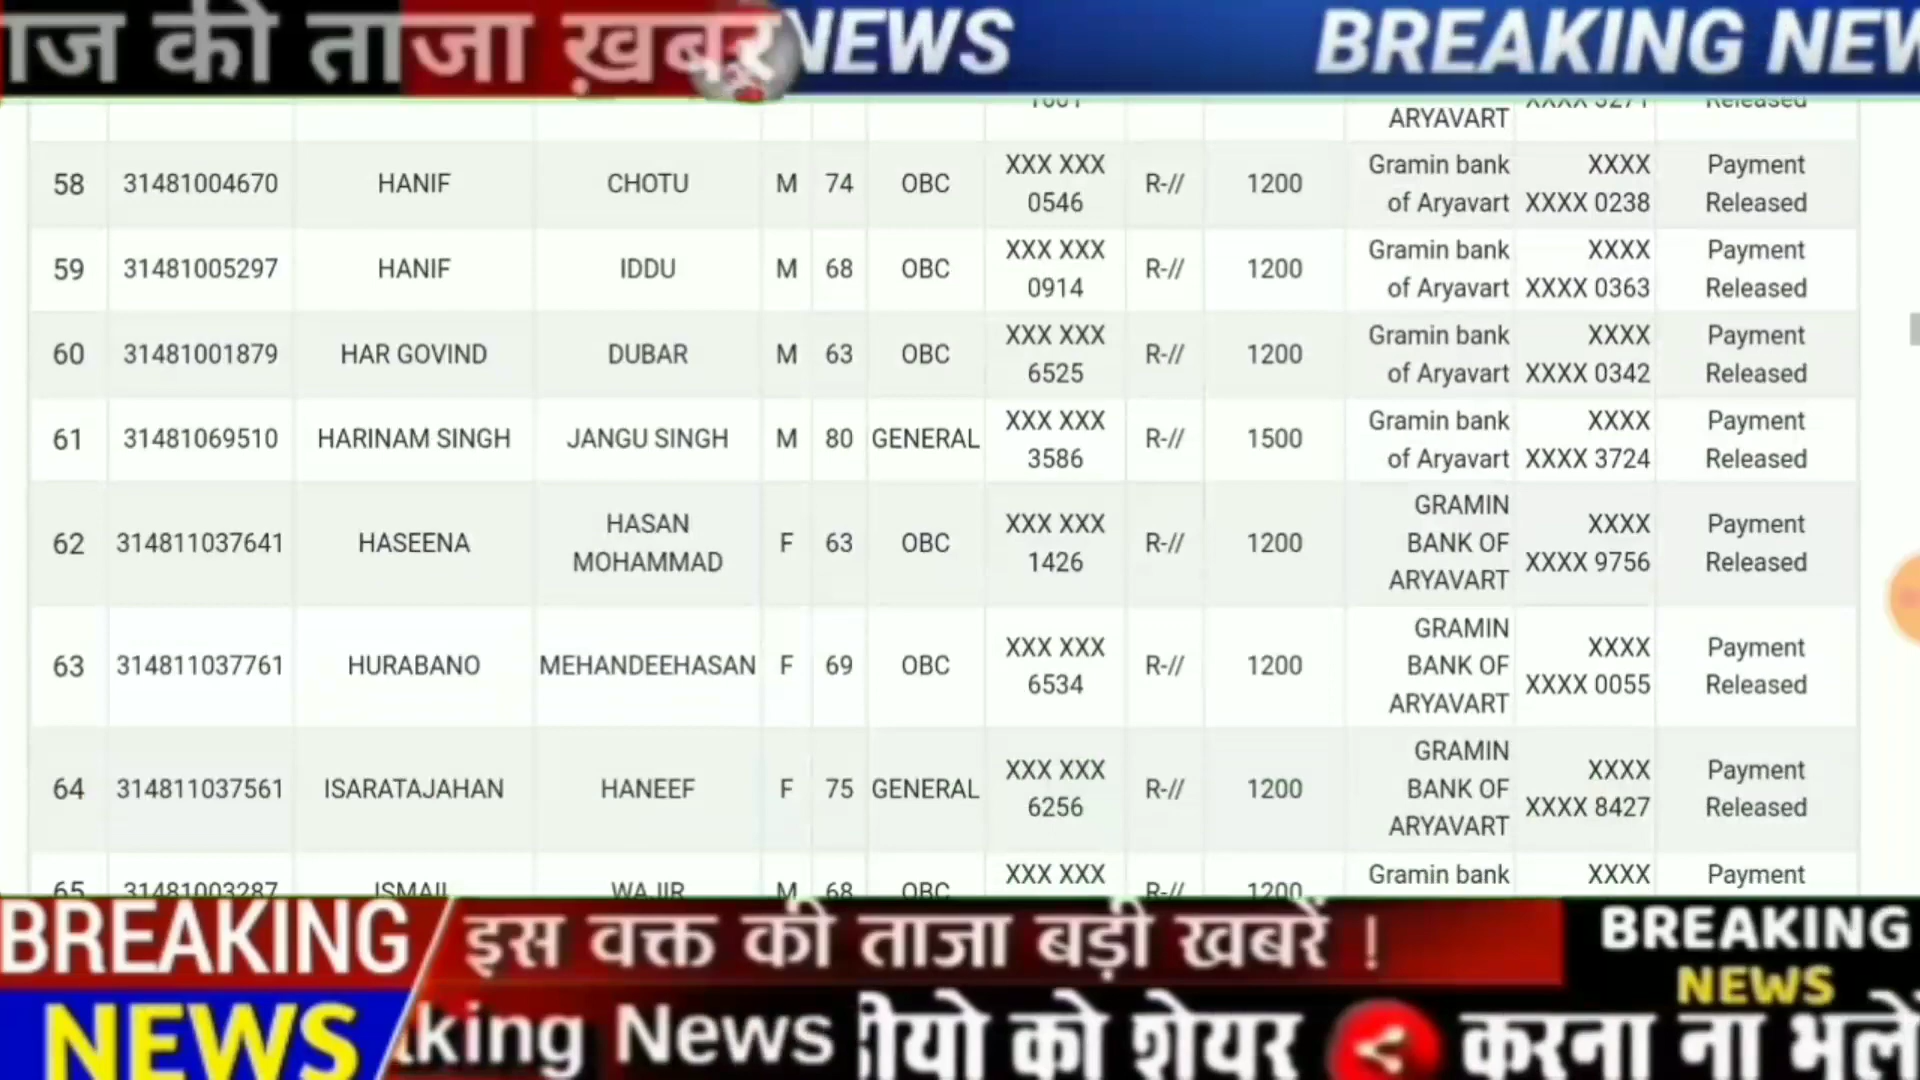 ाज की ताजा ख़बर NEWS BREAKING NEW
ARYAVART Released
58 31481004670 HANIF CHOTU M 74 OBC XXX XXX 0546 R-// 1200 Gramin bank of Aryavart XXXX XXXX 0238 Payment Released
59 31481005297 HANIF IDDU M 68 OBC XXX XXX 0914 R-// 1200 Gramin bank of Aryavart XXXX XXXX 0363 Payment Released
60 31481001879 HAR GOVIND DUBAR M 63 OBC XXX XXX 6525 R-// 1200 Gramin bank of Aryavart XXXX XXXX 0342 Payment Released
61 31481069510 HARINAM SINGH JANGU SINGH M 80 GENERAL XXX XXX 3586 R-// 1500 Gramin bank of Aryavart XXXX XXXX 3724 Payment Released
62 314811037641 HASEENA HASAN MOHAMMAD F 63 OBC XXX XXX 1426 R-// 1200 GRAMIN BANK OF ARYAVART XXXX XXXX 9756 Payment Released
63 314811037761 HURABANO MEHANDEEHASAN F 69 OBC XXX XXX 6534 R-// 1200 GRAMIN BANK OF ARYAVART XXXX XXXX 0055 Payment Released
64 314811037561 ISARATAJAHAN HANEEF F 75 GENERAL XXX XXX 6256 R-// 1200 GRAMIN BANK OF ARYAVART XXXX XXXX 8427 Payment Released
65 31481003287 ISMAIL WAJIR M 68 OBC XXX XXX R-// 1200 Gramin bank XXXX Payment
BREAKING NEWS
इस वक्त की ताजा बड़ी खबरें !
BREAKING NEWS
king News ीयो को शेयर करना ना भूले